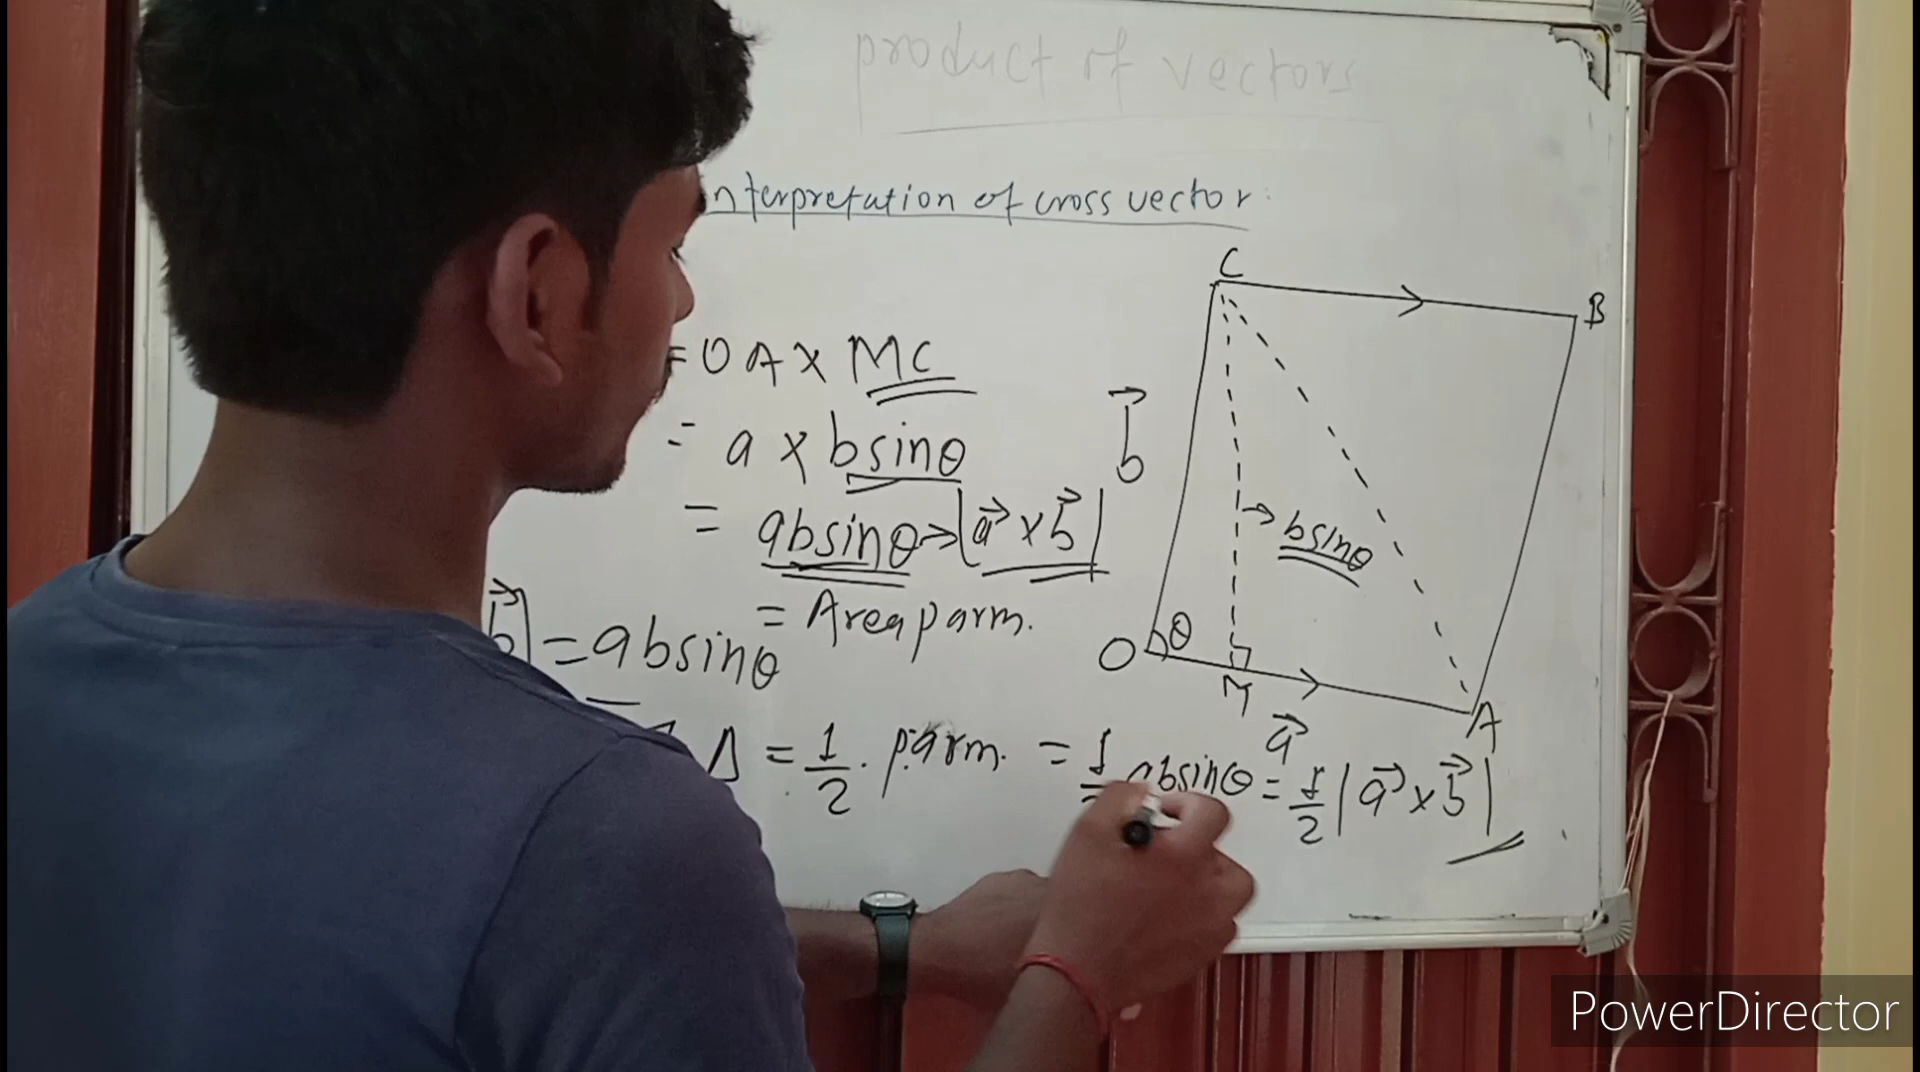 product of vectors
nterpretation of cross vector:
= OA × MC
= a × bsinθ
= absinθ → |a⃗ × b⃗|
= Area parm.
b⃗| = absinθ
Δ = 1/2 . parm. = 1/2 absinθ = 1/2 |a⃗ × b⃗|
C
B
b⃗
→ bsinθ
O
θ
M
A
a⃗
PowerDirector